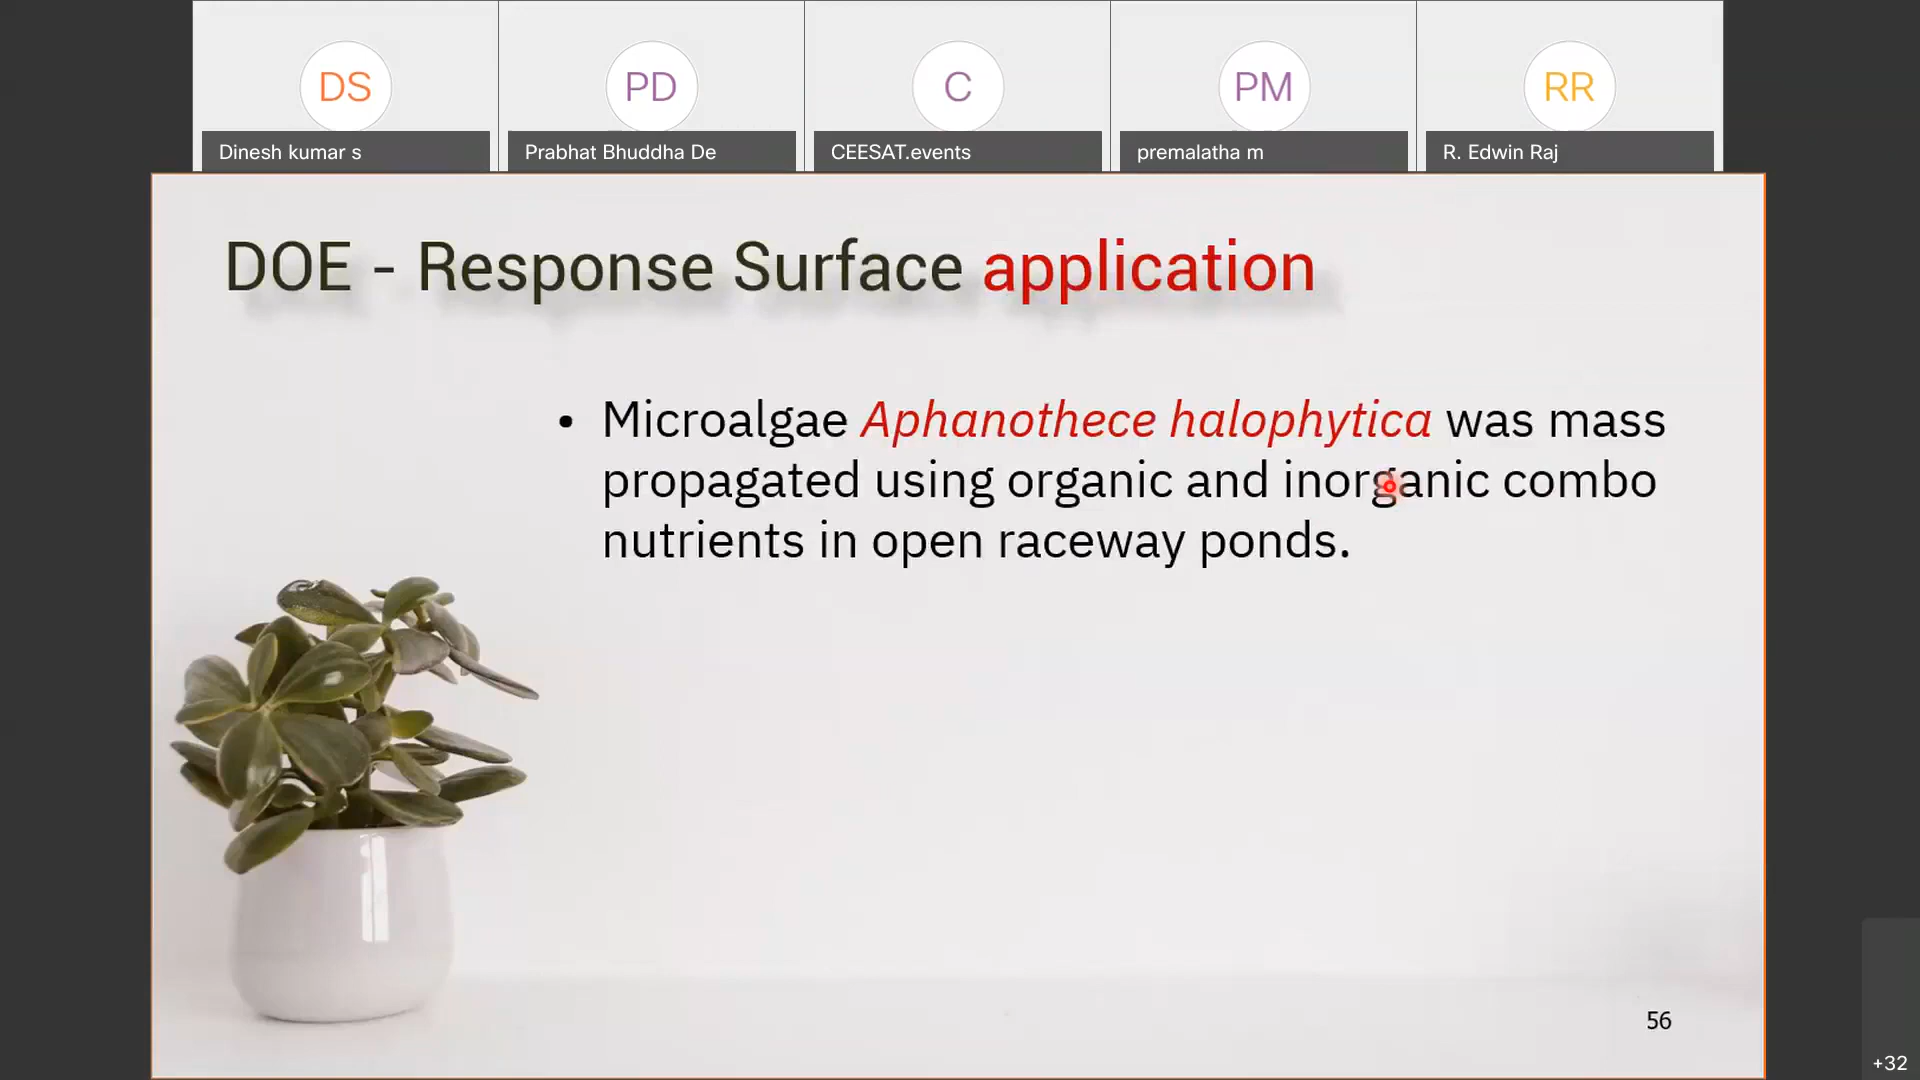 DS
PD
C
PM
RR
Dinesh kumar s
Prabhat Bhuddha De
CEESAT.events
premalatha m
R. Edwin Raj
DOE - Response Surface application
• Microalgae Aphanothece halophytica was mass
propagated using organic and inorganic combo
nutrients in open raceway ponds.
56
+32